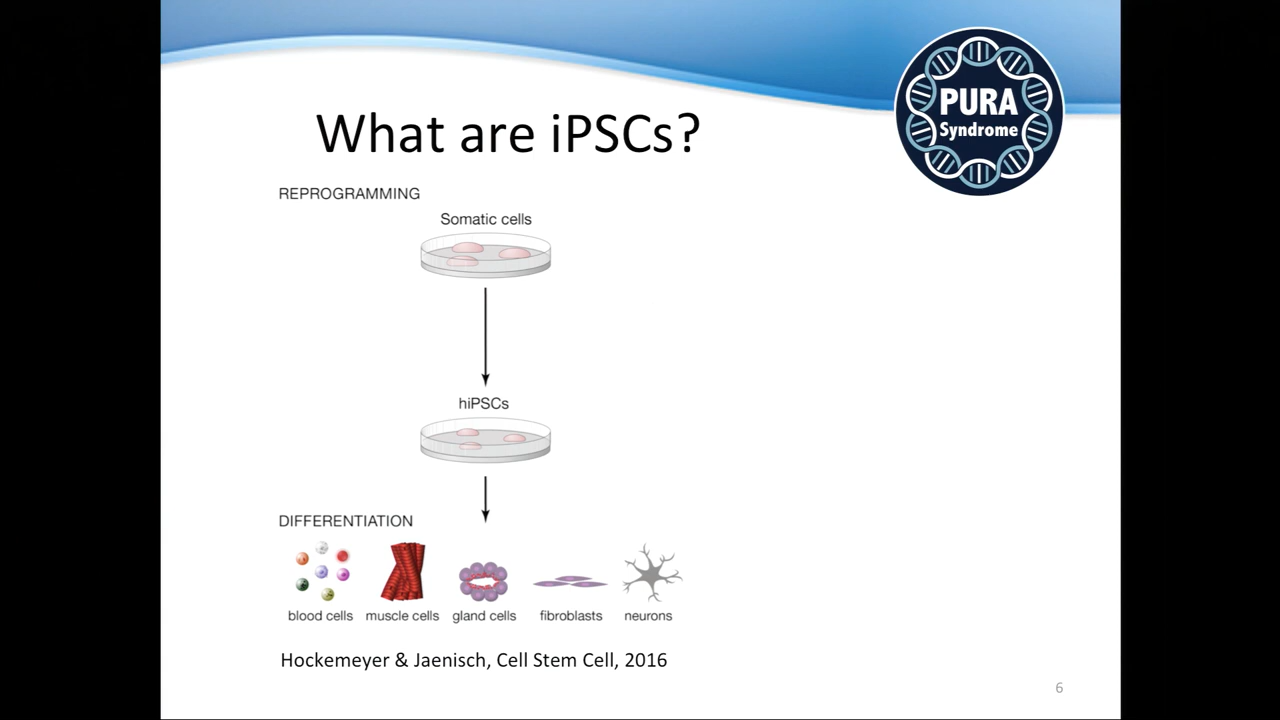 PURA
Syndrome
What are iPSCs?
REPROGRAMMING
Somatic cells
hiPSCs
DIFFERENTIATION
blood cells muscle cells gland cells fibroblasts neurons
Hockemeyer & Jaenisch, Cell Stem Cell, 2016
6